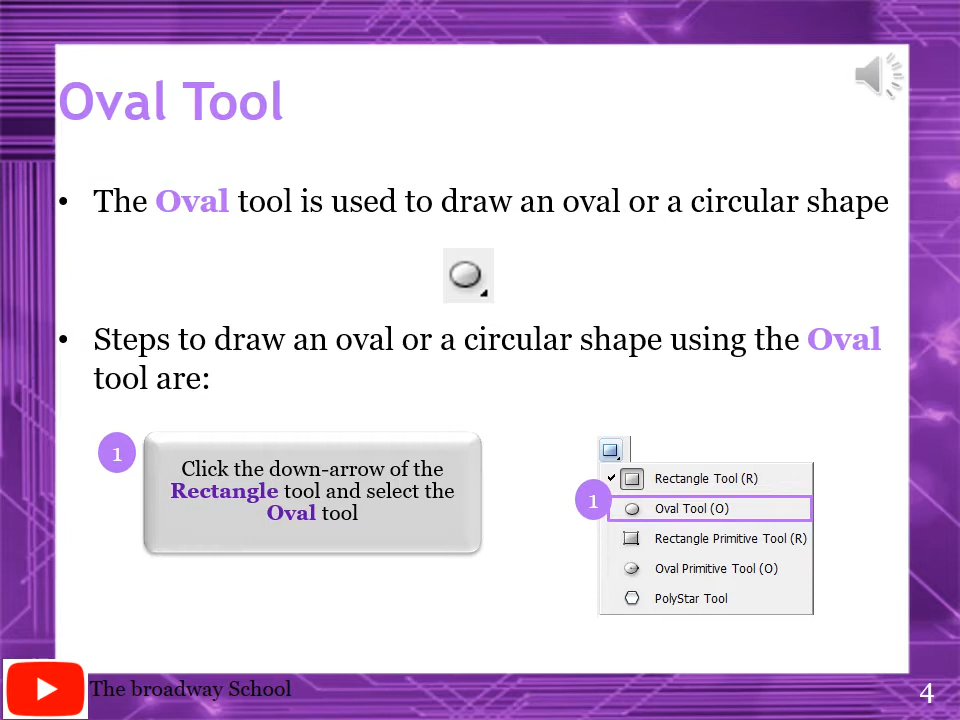 Oval Tool
• The Oval tool is used to draw an oval or a circular shape
• Steps to draw an oval or a circular shape using the Oval
tool are:
1
Click the down-arrow of the
Rectangle tool and select the
Oval tool
Rectangle Tool (R)
1
Oval Tool (O)
Rectangle Primitive Tool (R)
Oval Primitive Tool (O)
PolyStar Tool
The broadway School
4